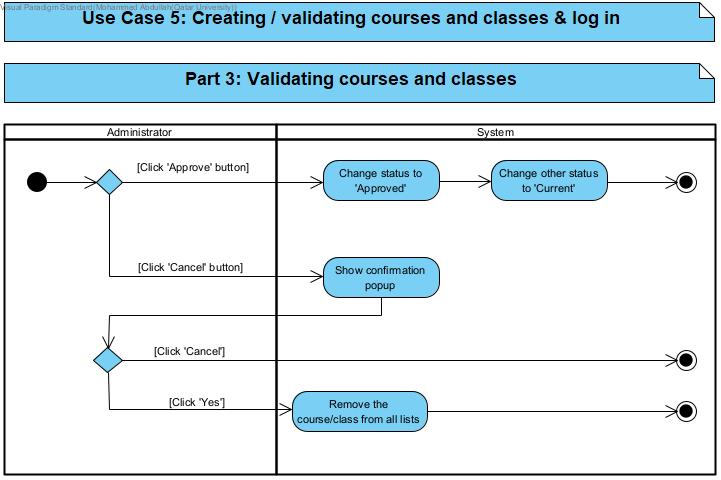 Visual Paradigm Standard(Mohammed Abdullah(Qatar University))
Use Case 5: Creating / validating courses and classes & log in
Part 3: Validating courses and classes
Administrator
System
[Click 'Approve' button]
Change status to
'Approved'
Change other status
to 'Current'
[Click 'Cancel' button]
Show confirmation
popup
[Click 'Cancel']
[Click 'Yes']
Remove the
course/class from all lists